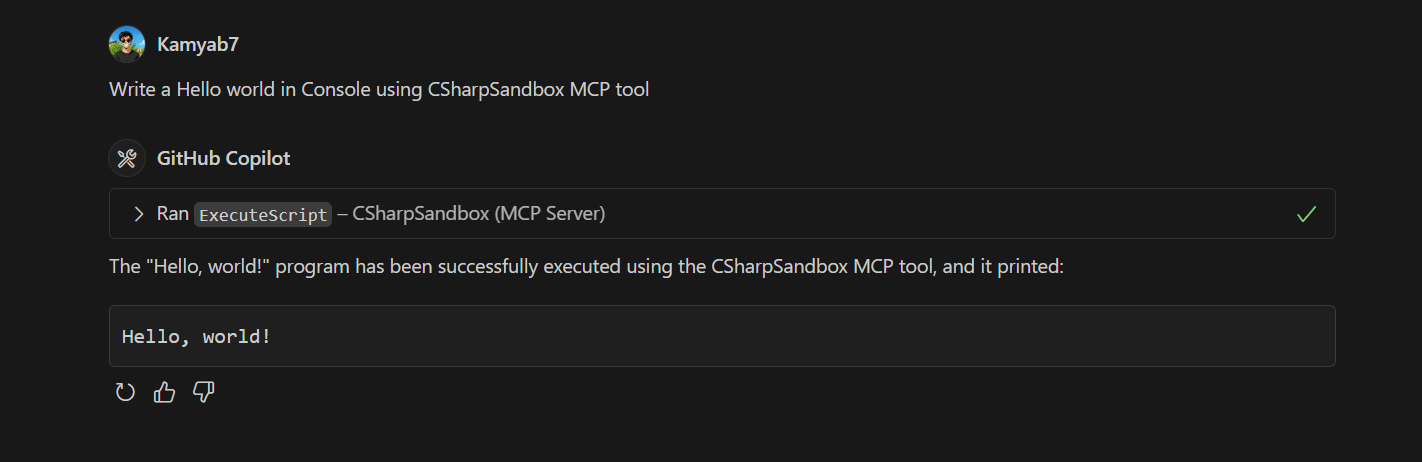 Kamyab7
Write a Hello world in Console using CSharpSandbox MCP tool
GitHub Copilot
Ran ExecuteScript – CSharpSandbox (MCP Server)
The "Hello, world!" program has been successfully executed using the CSharpSandbox MCP tool, and it printed:
Hello, world!